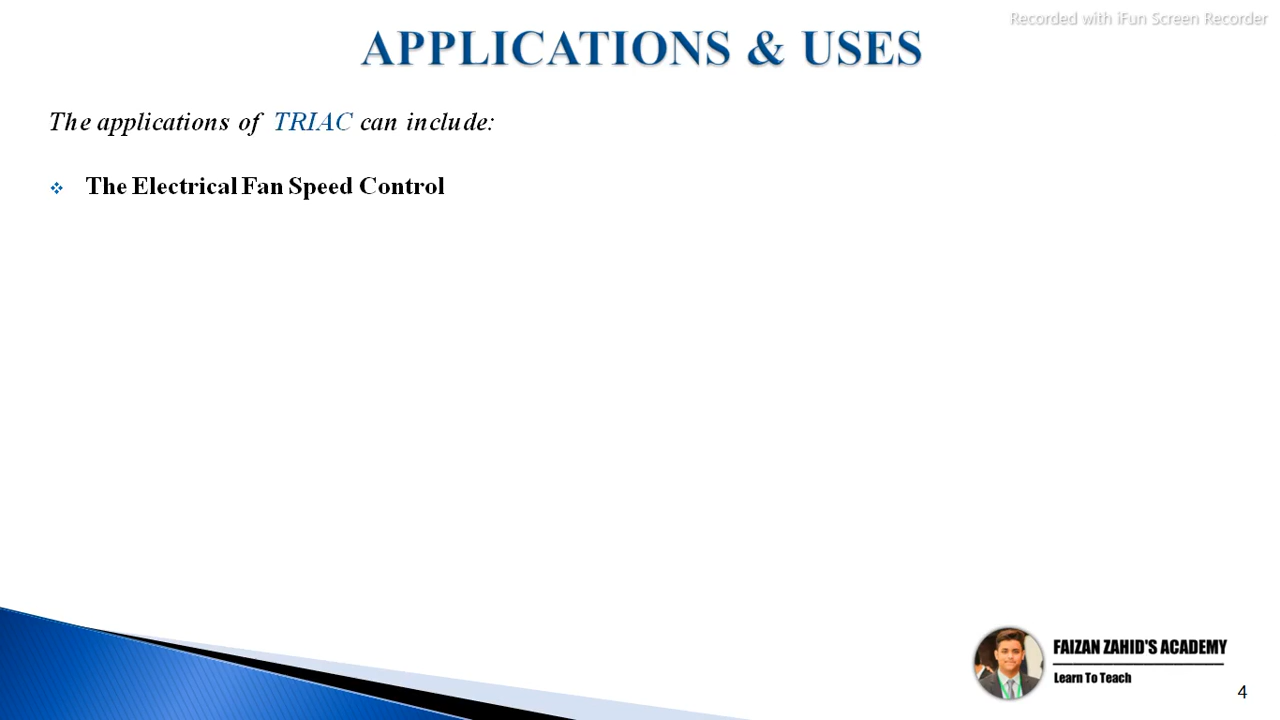 Recorded with iFun Screen Recorder
APPLICATIONS & USES
The applications of TRIAC can include:
The Electrical Fan Speed Control
FAIZAN ZAHID'S ACADEMY
Learn To Teach
4